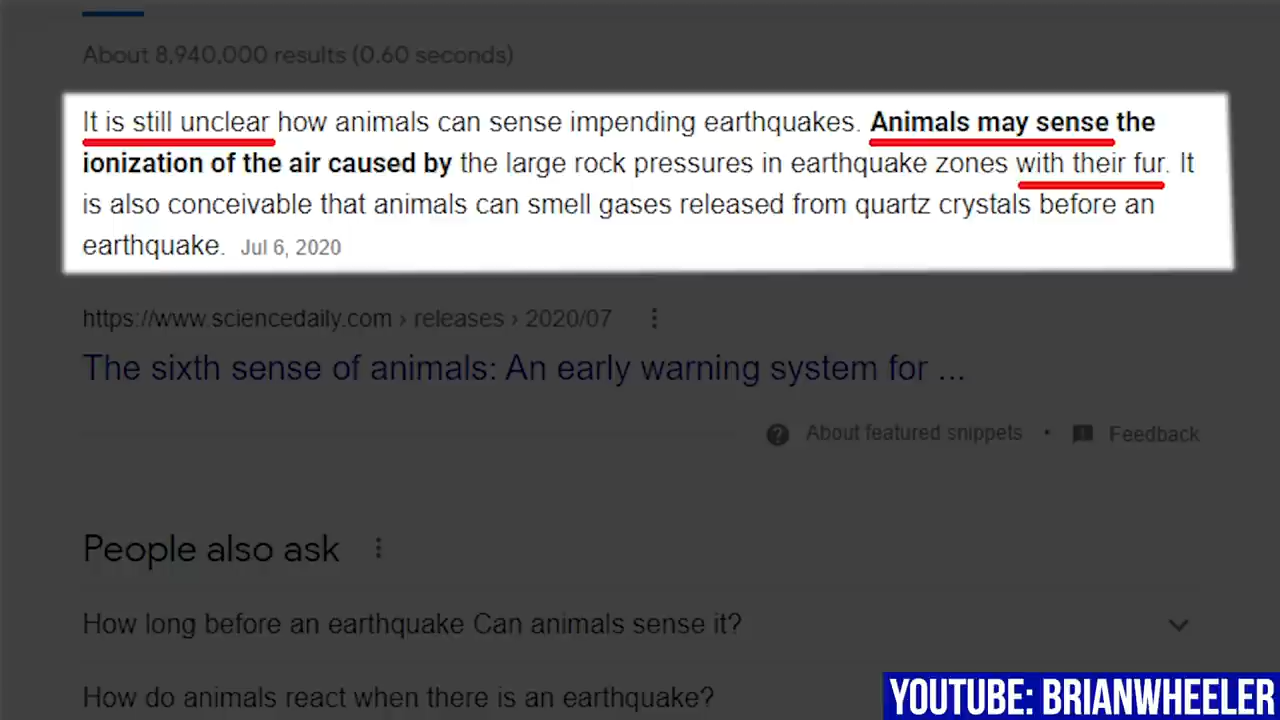 About 8,940,000 results (0.60 seconds)
It is still unclear how animals can sense impending earthquakes. Animals may sense the
ionization of the air caused by the large rock pressures in earthquake zones with their fur. It
is also conceivable that animals can smell gases released from quartz crystals before an
earthquake. Jul 6, 2020
https://www.sciencedaily.com › releases › 2020/07
The sixth sense of animals: An early warning system for ...
About featured snippets • Feedback
People also ask
How long before an earthquake Can animals sense it?
How do animals react when there is an earthquake?
YOUTUBE: BRIANWHEELER